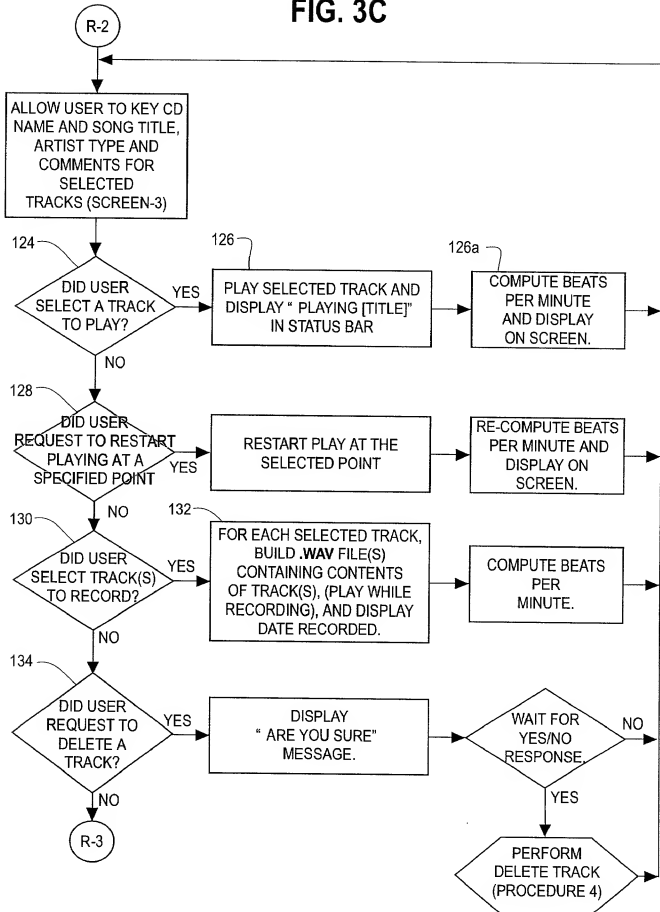 FIG. 3C
R-2
ALLOW USER TO KEY CD
NAME AND SONG TITLE,
ARTIST TYPE AND
COMMENTS FOR
SELECTED
TRACKS (SCREEN-3)
124
DID USER
SELECT A TRACK
TO PLAY?
YES
NO
126
PLAY SELECTED TRACK AND
DISPLAY “ PLAYING [TITLE]”
IN STATUS BAR
126a
COMPUTE BEATS
PER MINUTE
AND DISPLAY
ON SCREEN.
128
DID USER
REQUEST TO RESTART
PLAYING AT A
SPECIFIED POINT
YES
NO
RESTART PLAY AT THE
SELECTED POINT
RE-COMPUTE BEATS
PER MINUTE AND
DISPLAY ON
SCREEN.
130
DID USER
SELECT TRACK(S)
TO RECORD?
YES
NO
132
FOR EACH SELECTED TRACK,
BUILD .WAV FILE(S)
CONTAINING CONTENTS
OF TRACK(S), (PLAY WHILE
RECORDING), AND DISPLAY
DATE RECORDED.
COMPUTE BEATS
PER
MINUTE.
134
DID USER
REQUEST TO
DELETE A
TRACK?
YES
NO
DISPLAY
“ ARE YOU SURE”
MESSAGE.
WAIT FOR
YES/NO
RESPONSE.
NO
YES
R-3
PERFORM
DELETE TRACK
(PROCEDURE 4)